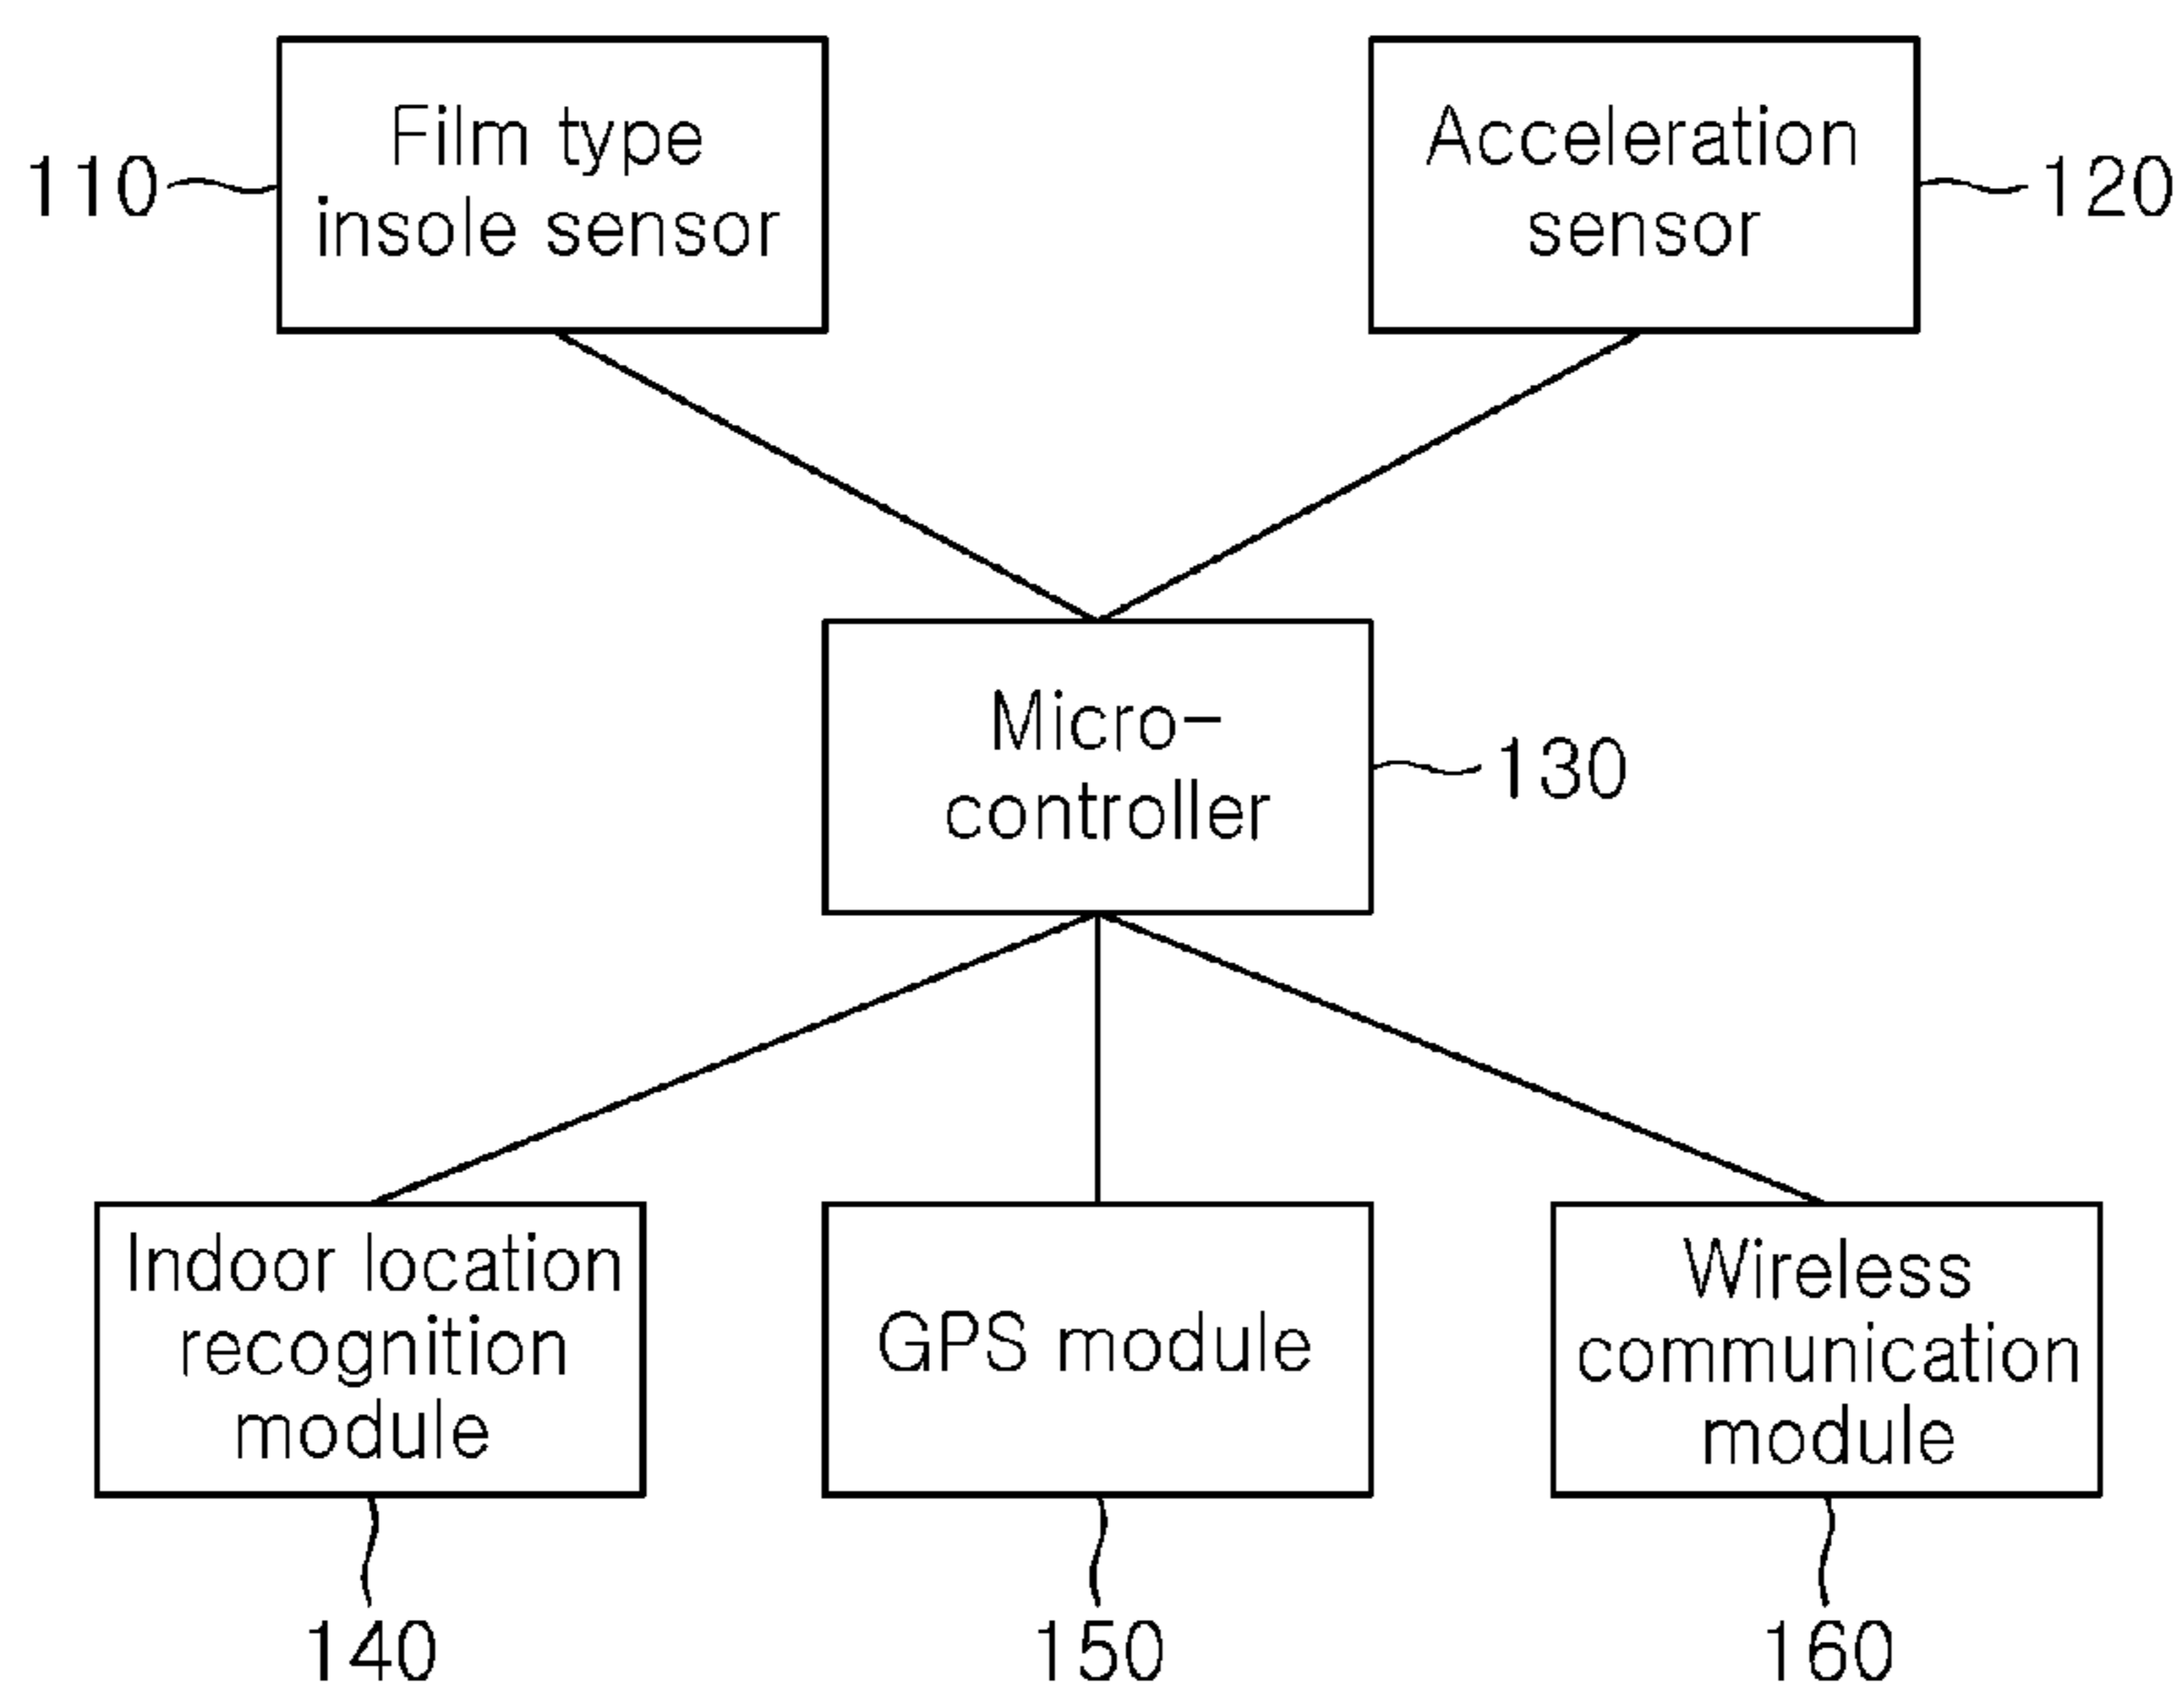 Film type
insole sensor
110
Acceleration
sensor
120
Micro-
controller
130
Indoor location
recognition
module
GPS module
Wireless
communication
module
140
150
160